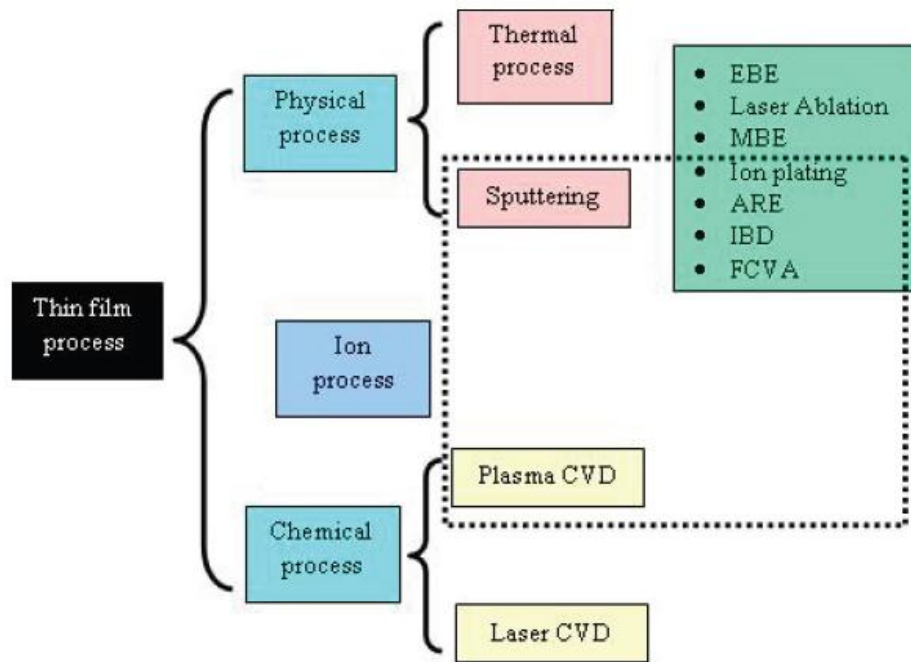 Thermal
process
Physical
process
Sputtering
• EBE
• Laser Ablation
• MBE
• Ion plating
• ARE
• IBD
• FCVA
Thin film
process
Ion
process
Plasma CVD
Chemical
process
Laser CVD